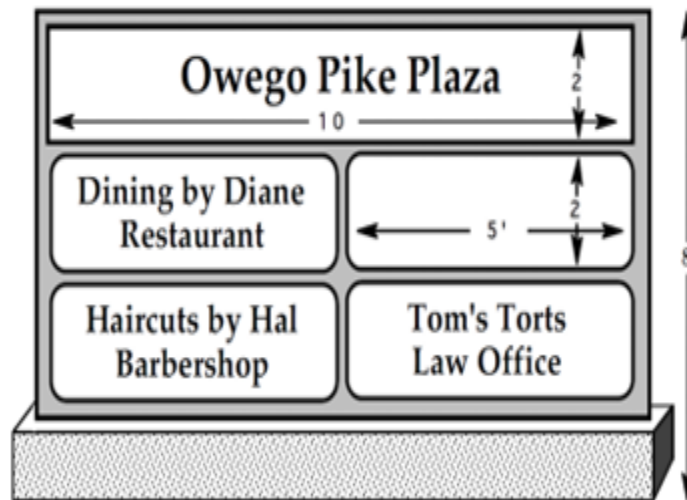 Owego Pike Plaza
2
10
Dining by Diane
Restaurant
2
5'
Haircuts by Hal
Barbershop
Tom's Torts
Law Office